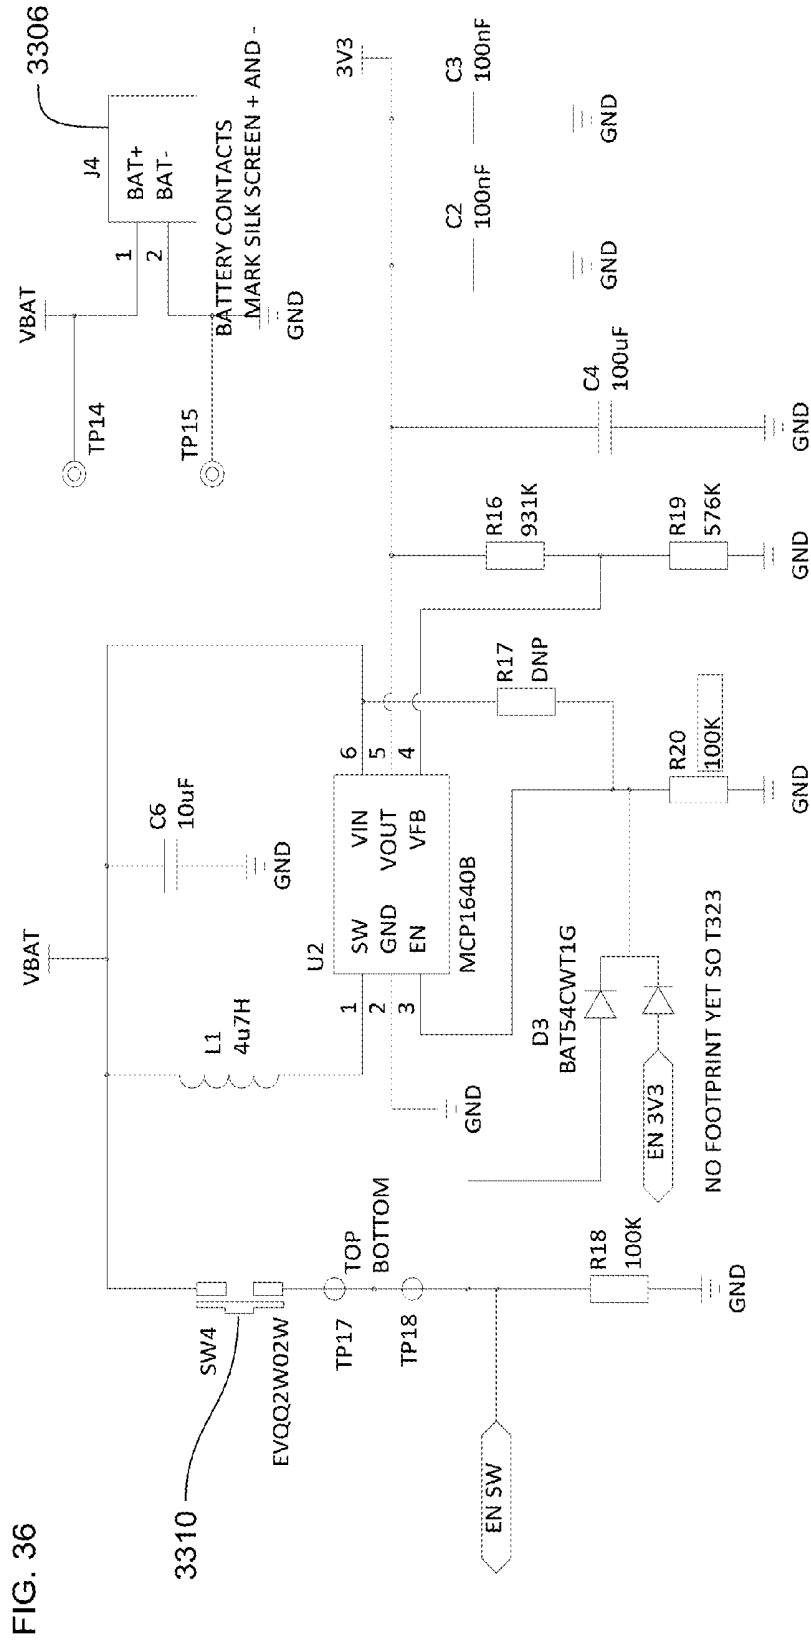 FIG. 36
3310
SW4
EVQQ2W02W
TP17
TOP
BOTTOM
TP18
EN SW
R18
100K
GND
VBAT
L1
4u7H
C6
10uF
GND
U2
SW
GND
EN
VIN
VOUT
VFB
1
2
3
6
5
4
MCP1640B
GND
D3
BAT54CWT1G
EN 3V3
NO FOOTPRINT YET SO T323
R17
DNP
R20
100K
GND
R16
931K
R19
576K
GND
C4
100uF
GND
C2
100nF
GND
C3
100nF
GND
3V3
VBAT
TP14
TP15
1
2
J4
BAT+
BAT-
3306
BATTERY CONTACTS
MARK SILK SCREEN + AND -
GND